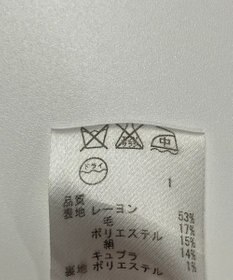 中
ドライ
1
品質
表地 レーヨン 53%
毛 17%
ポリエステル 15%
絹 14%
キュプラ 1%
裏地 ポリエステル